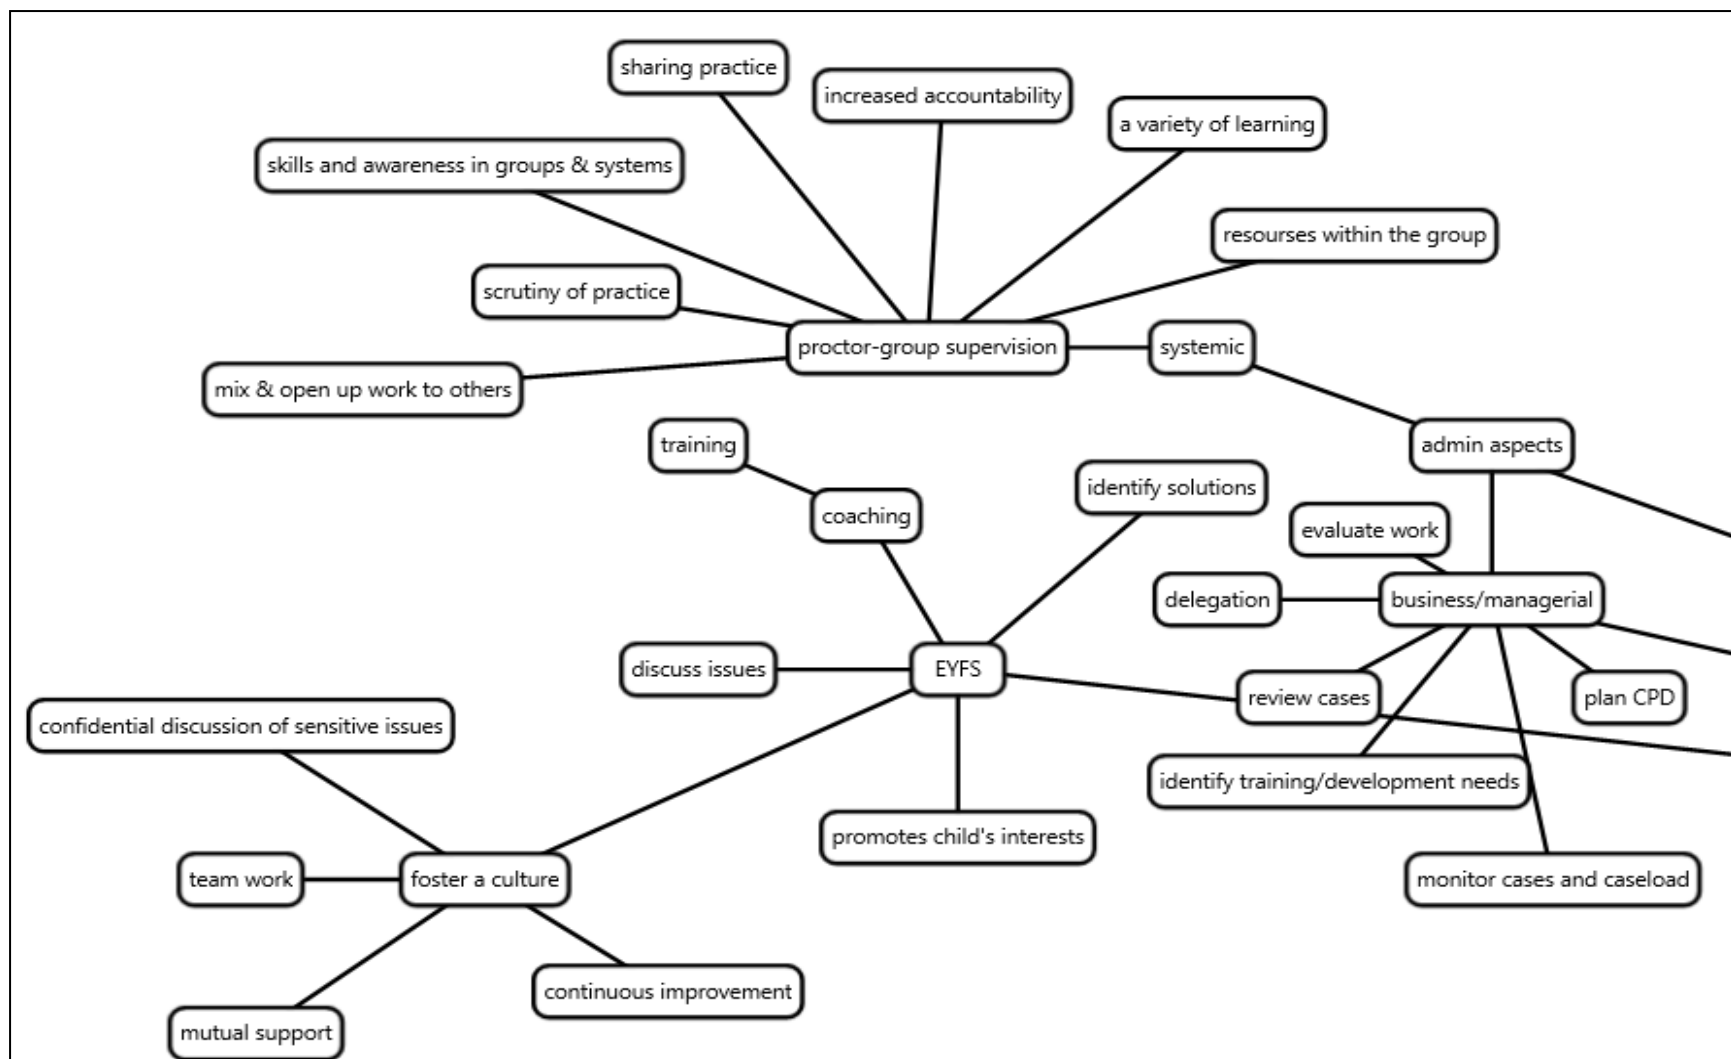 sharing practice
increased accountability
a variety of learning
skills and awareness in groups & systems
resourses within the group
scrutiny of practice
proctor-group supervision
systemic
mix & open up work to others
training
admin aspects
identify solutions
coaching
evaluate work
delegation
business/managerial
discuss issues
EYFS
review cases
plan CPD
confidential discussion of sensitive issues
identify training/development needs
promotes child's interests
team work
foster a culture
monitor cases and caseload
continuous improvement
mutual support